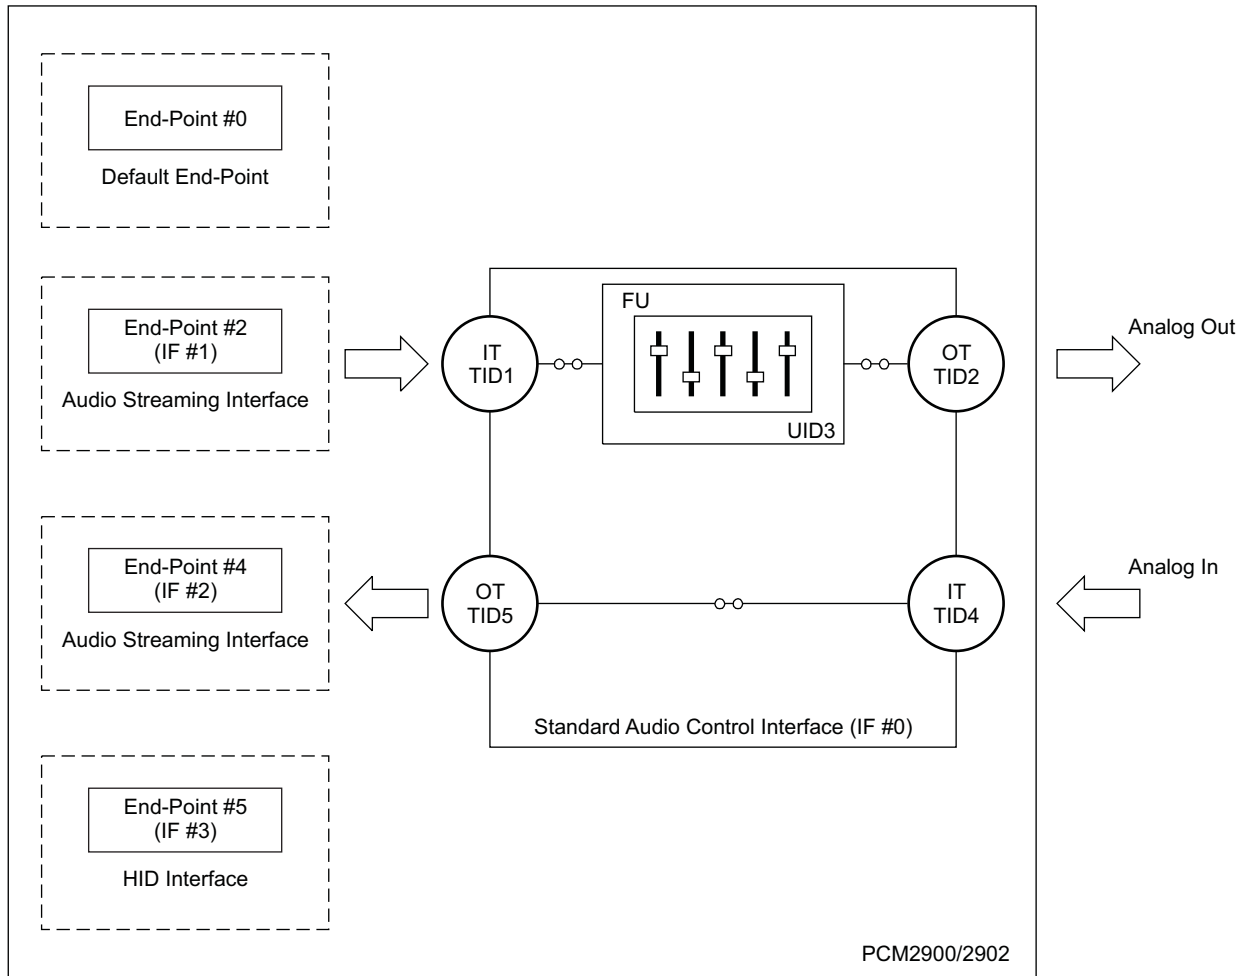 End-Point #0
Default End-Point
End-Point #2
(IF #1)
Audio Streaming Interface
IT
TID1
FU
UID3
OT
TID2
Analog Out
End-Point #4
(IF #2)
Audio Streaming Interface
OT
TID5
IT
TID4
Analog In
Standard Audio Control Interface (IF #0)
End-Point #5
(IF #3)
HID Interface
PCM2900/2902